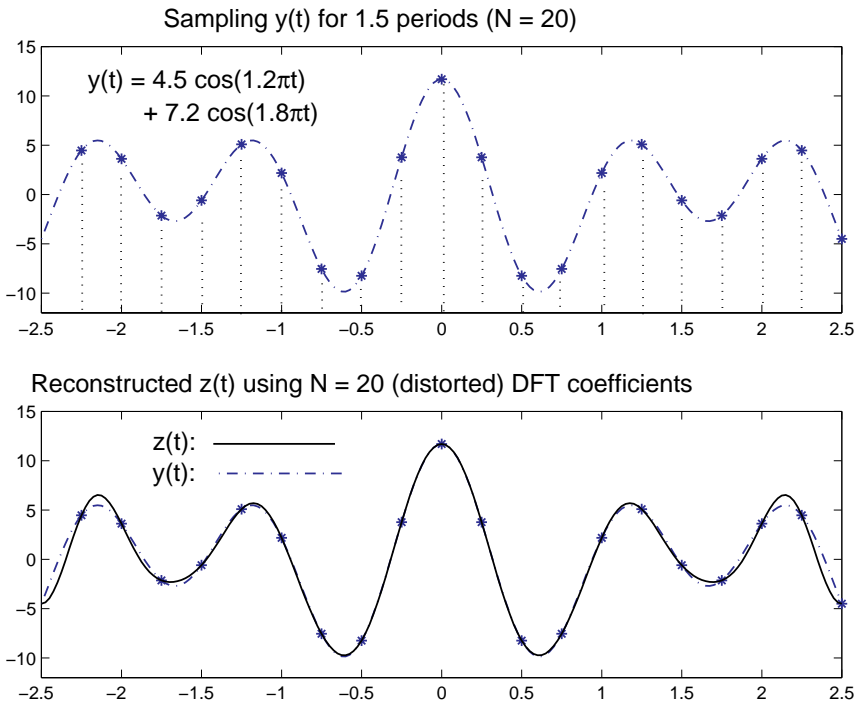 Sampling y(t) for 1.5 periods (N = 20)
15
10
5
0
−5
−10
y(t) = 4.5 cos(1.2πt)
+ 7.2 cos(1.8πt)
−2.5 −2 −1.5 −1 −0.5 0 0.5 1 1.5 2 2.5
Reconstructed z(t) using N = 20 (distorted) DFT coefficients
15
10
5
0
−5
−10
z(t):
y(t):
−2.5 −2 −1.5 −1 −0.5 0 0.5 1 1.5 2 2.5